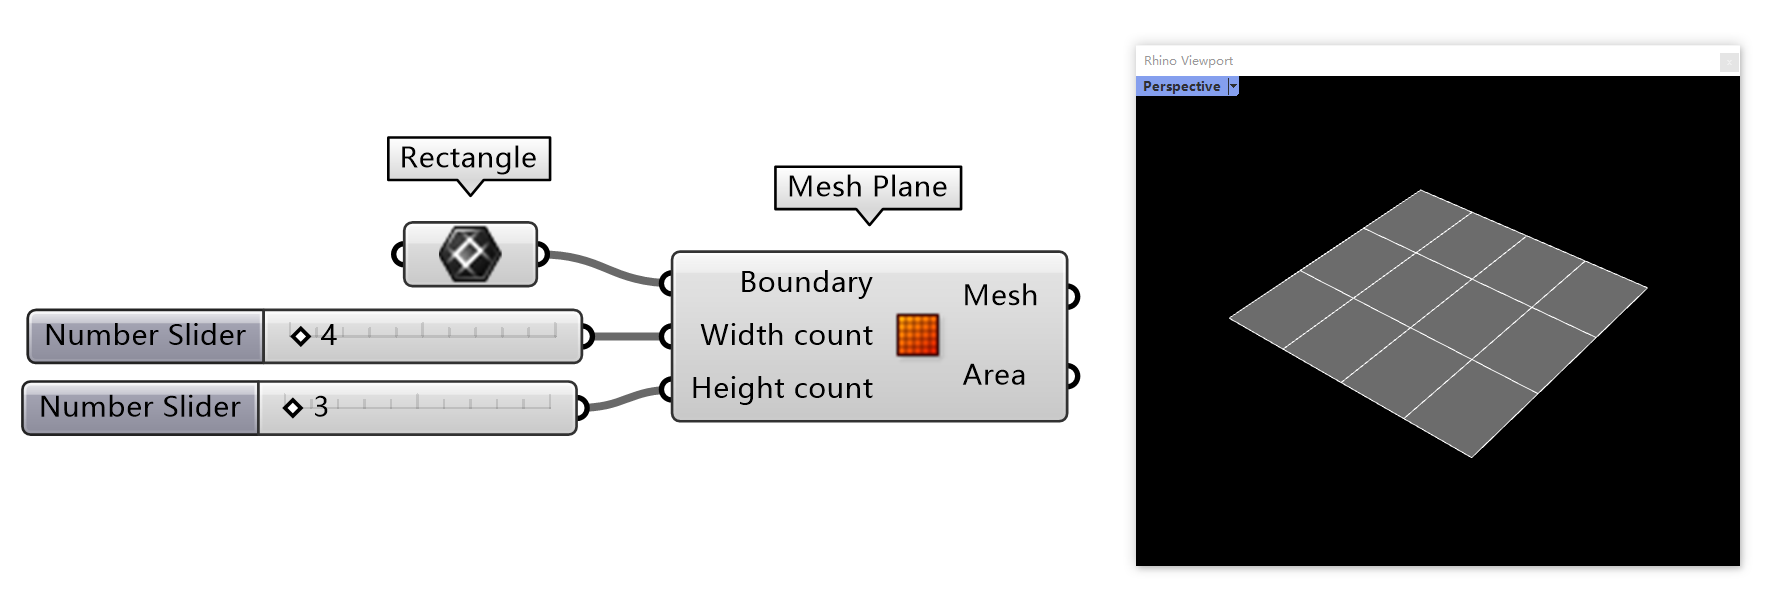 Rectangle
Mesh Plane
Boundary
Width count
Height count
Mesh
Area
Number Slider
4
Number Slider
3
Rhino Viewport
Perspective